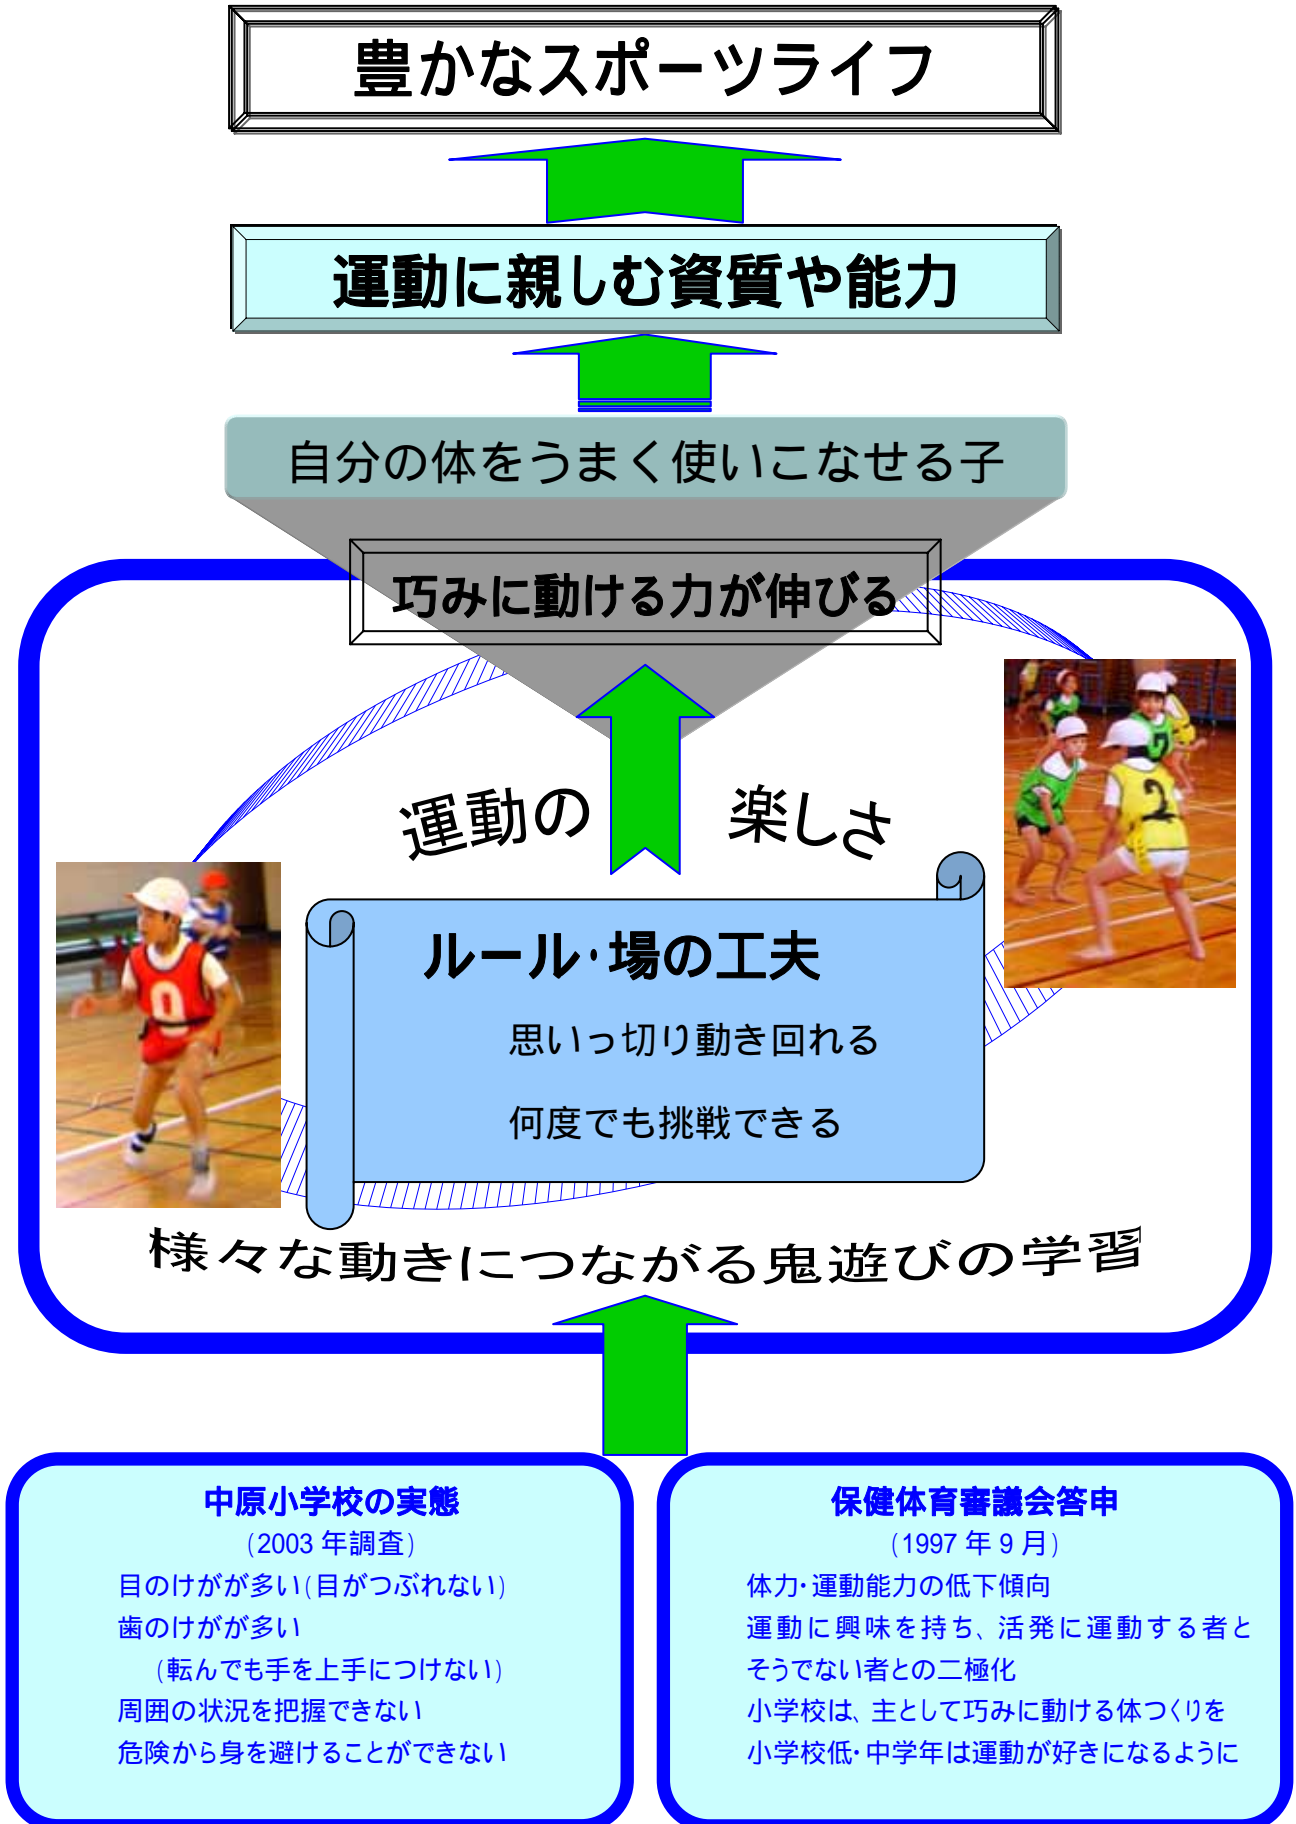 豊かなスポーツライフ
運動に親しむ資質や能力
自分の体をうまく使いこなせる子
巧みに動ける力が伸びる
運動の 楽しさ
ルール・場の工夫
思いっ切り動き回れる
何度でも挑戦できる
様々な動きにつながる鬼遊びの学習
中原小学校の実態
(2003 年調査)
目のけがが多い(目がつぶれない)
歯のけがが多い
(転んでも手を上手につけない)
周囲の状況を把握できない
危険から身を避けることができない
保健体育審議会答申
(1997 年 9 月)
体力・運動能力の低下傾向
運動に興味を持ち、活発に運動する者と
そうでない者との二極化
小学校は、主として巧みに動ける体つくりを
小学校低・中学年は運動が好きになるように
0
7
2